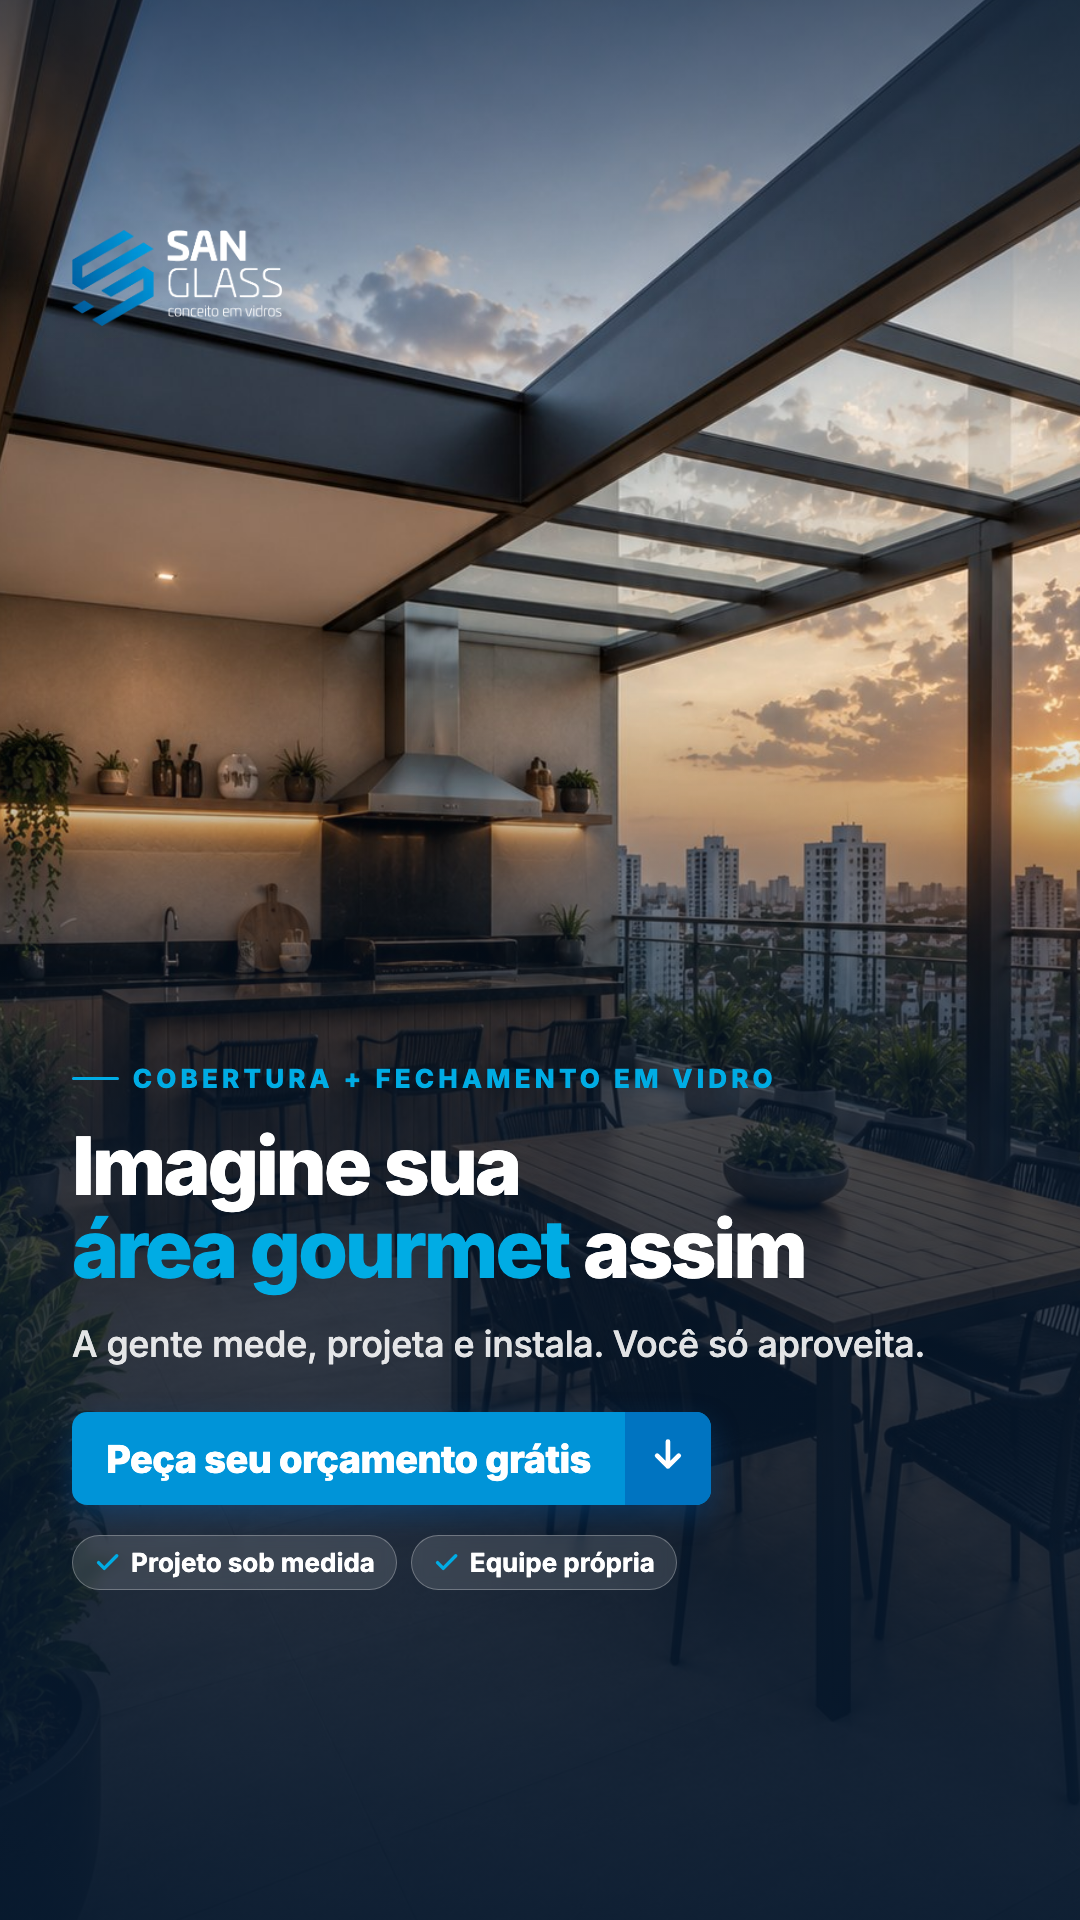 SAN
GLASS
conceito em vidros
COBERTURA + FECHAMENTO EM VIDRO
Imagine sua
área gourmet assim
A gente mede, projeta e instala. Você só aproveita.
Peça seu orçamento grátis
Projeto sob medida
Equipe própria